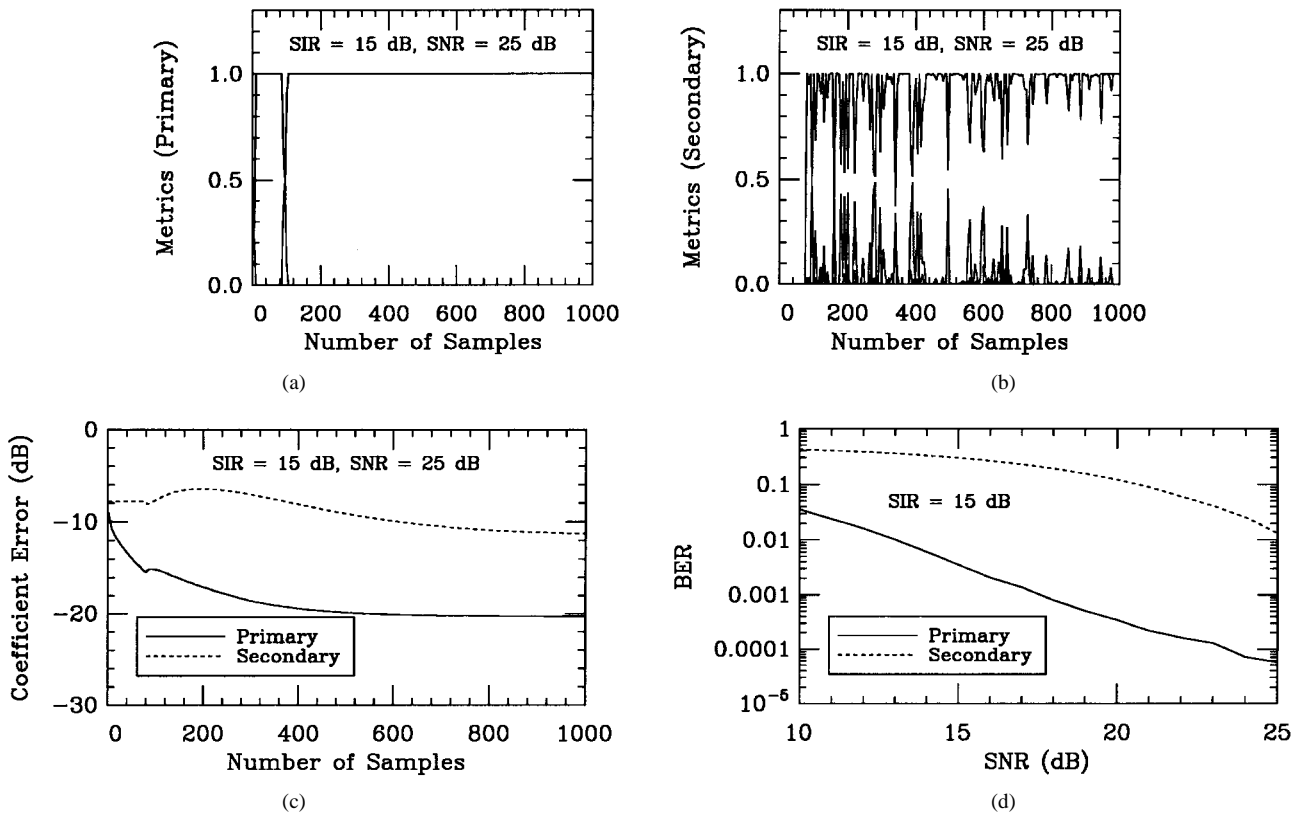 SIR = 15 dB, SNR = 25 dB
Metrics (Primary)
1.0
0.5
0.0
0 200 400 600 800 1000
Number of Samples
(a)
SIR = 15 dB, SNR = 25 dB
Metrics (Secondary)
1.0
0.5
0.0
0 200 400 600 800 1000
Number of Samples
(b)
SIR = 15 dB, SNR = 25 dB
Coefficient Error (dB)
0
−10
−20
−30
Primary
Secondary
0 200 400 600 800 1000
Number of Samples
(c)
SIR = 15 dB
BER
1
0.1
0.01
0.001
0.0001
10⁻⁵
Primary
Secondary
10 15 20 25
SNR (dB)
(d)